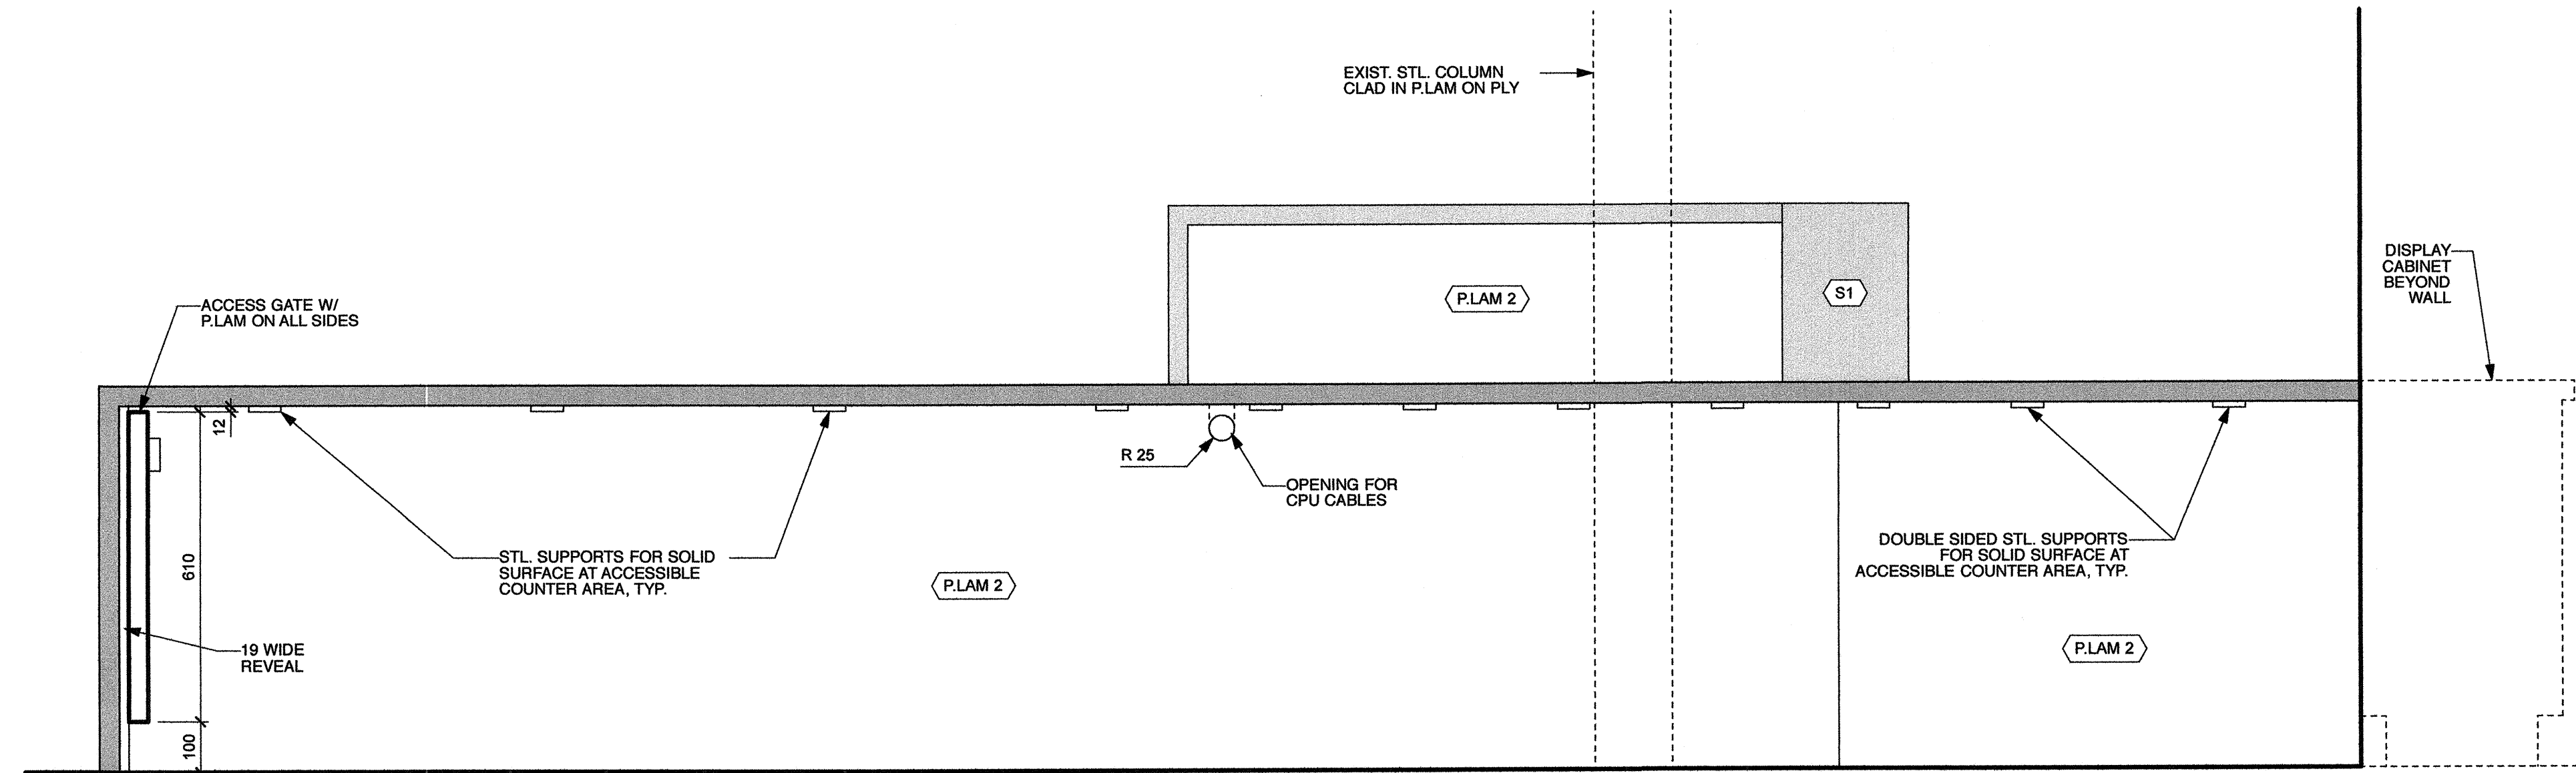 EXIST. STL. COLUMN
CLAD IN P.LAM ON PLY
DISPLAY
CABINET
BEYOND
WALL
P.LAM 2
S1
ACCESS GATE W/
P.LAM ON ALL SIDES
12
R 25
OPENING FOR
CPU CABLES
610
STL. SUPPORTS FOR SOLID
SURFACE AT ACCESSIBLE
COUNTER AREA, TYP.
P.LAM 2
DOUBLE SIDED STL. SUPPORTS
FOR SOLID SURFACE AT
ACCESSIBLE COUNTER AREA, TYP.
19 WIDE
REVEAL
P.LAM 2
100